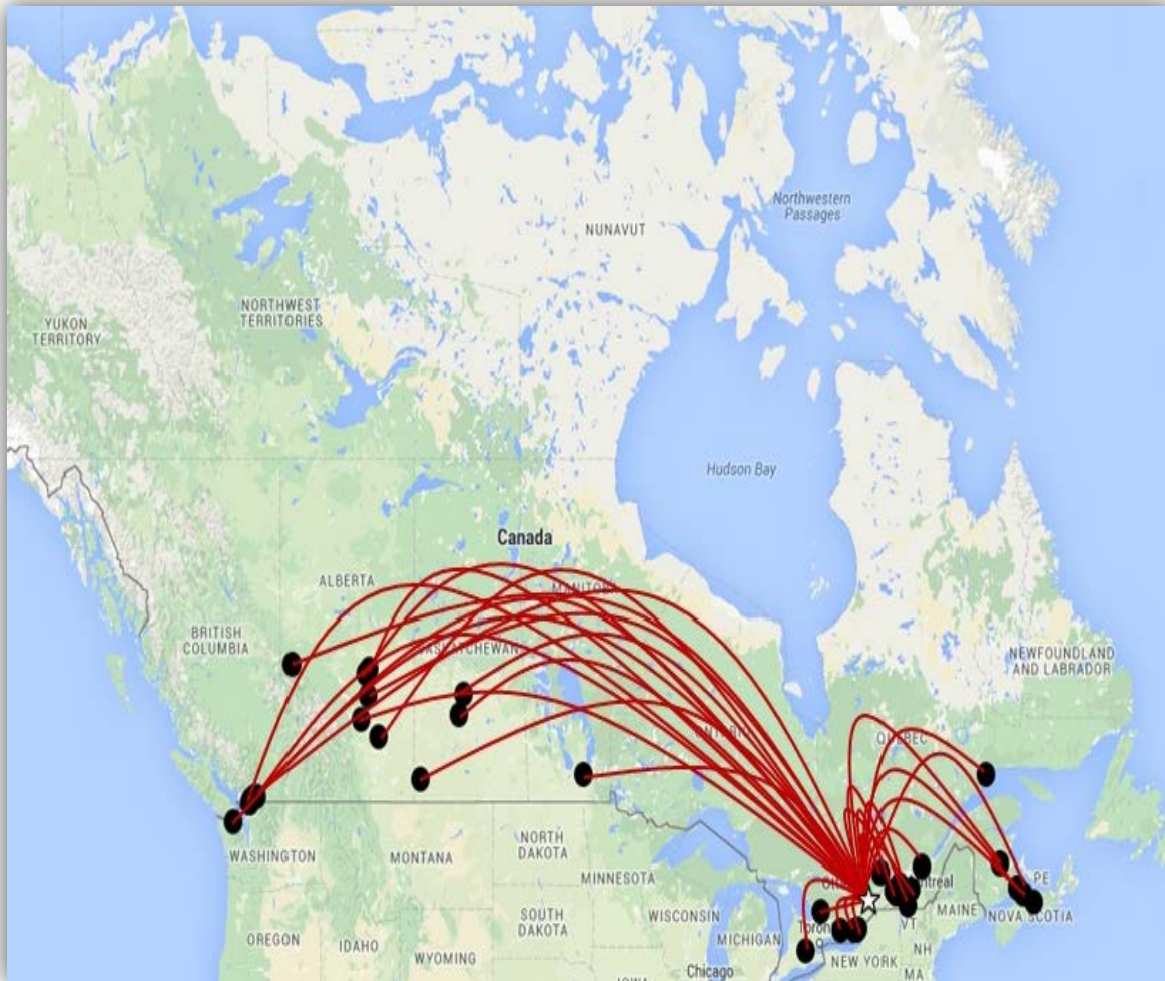 Northwestern
Passages
NUNAVUT
NORTHWEST
TERRITORIES
YUKON
TERRITORY
Hudson Bay
Canada
ALBERTA
BRITISH
COLUMBIA
NEWFOUNDLAND
AND LABRADOR
QUEBEC
WASHINGTON
MONTANA
NORTH
DAKOTA
MINNESOTA
PE
NOVA SCOTIA
MAINE
VT
NH
MA
OREGON
IDAHO
WYOMING
SOUTH
DAKOTA
WISCONSIN
MICHIGAN
NEW YORK
Chicago